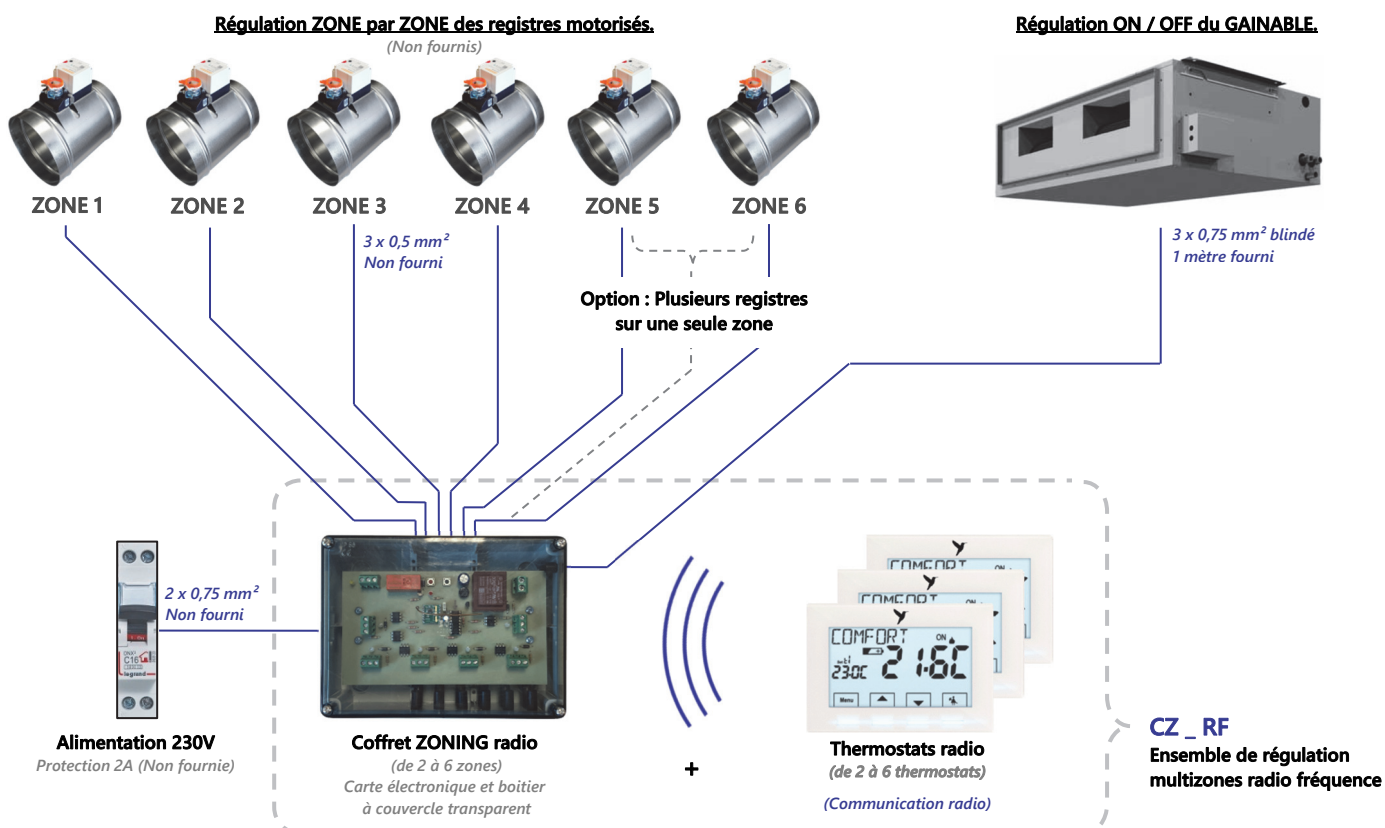 Régulation ZONE par ZONE des registres motorisés.
(Non fournis)
Régulation ON / OFF du GAINABLE.
ZONE 1
ZONE 2
ZONE 3
ZONE 4
ZONE 5
ZONE 6
3 x 0,5 mm²
Non fourni
3 x 0,75 mm² blindé
1 mètre fourni
Option : Plusieurs registres
sur une seule zone
2 x 0,75 mm²
Non fourni
C16
legrand
COMFORT
ON
COMFORT
ON
COMFORT
ON
23.0C
21.6C
Menu
Alimentation 230V
Protection 2A (Non fournie)
Coffret ZONING radio
(de 2 à 6 zones)
Carte électronique et boitier
à couvercle transparent
+
Thermostats radio
(de 2 à 6 thermostats)
(Communication radio)
CZ _ RF
Ensemble de régulation
multizones radio fréquence